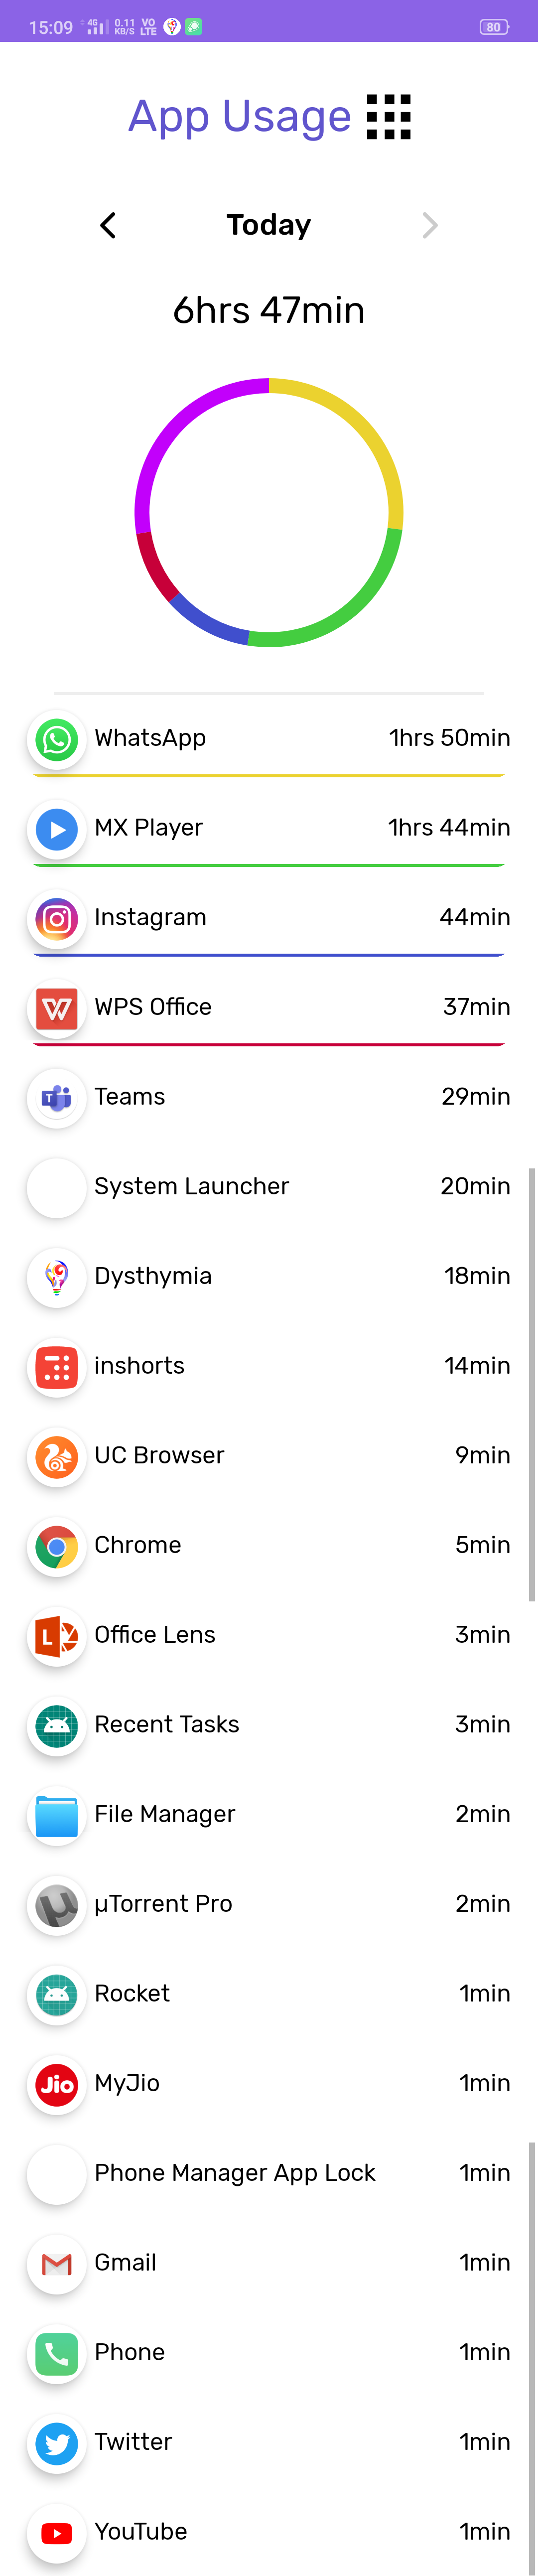 15:09 4G 0.11 KB/S VO LTE 80
App Usage
Today
6hrs 47min
WhatsApp 1hrs 50min
MX Player 1hrs 44min
Instagram 44min
WPS Office 37min
Teams 29min
System Launcher 20min
Dysthymia 18min
inshorts 14min
UC Browser 9min
Chrome 5min
L
Office Lens 3min
Recent Tasks 3min
File Manager 2min
µTorrent Pro 2min
Rocket 1min
Jio
MyJio 1min
Phone Manager App Lock 1min
Gmail 1min
Phone 1min
Twitter 1min
YouTube 1min